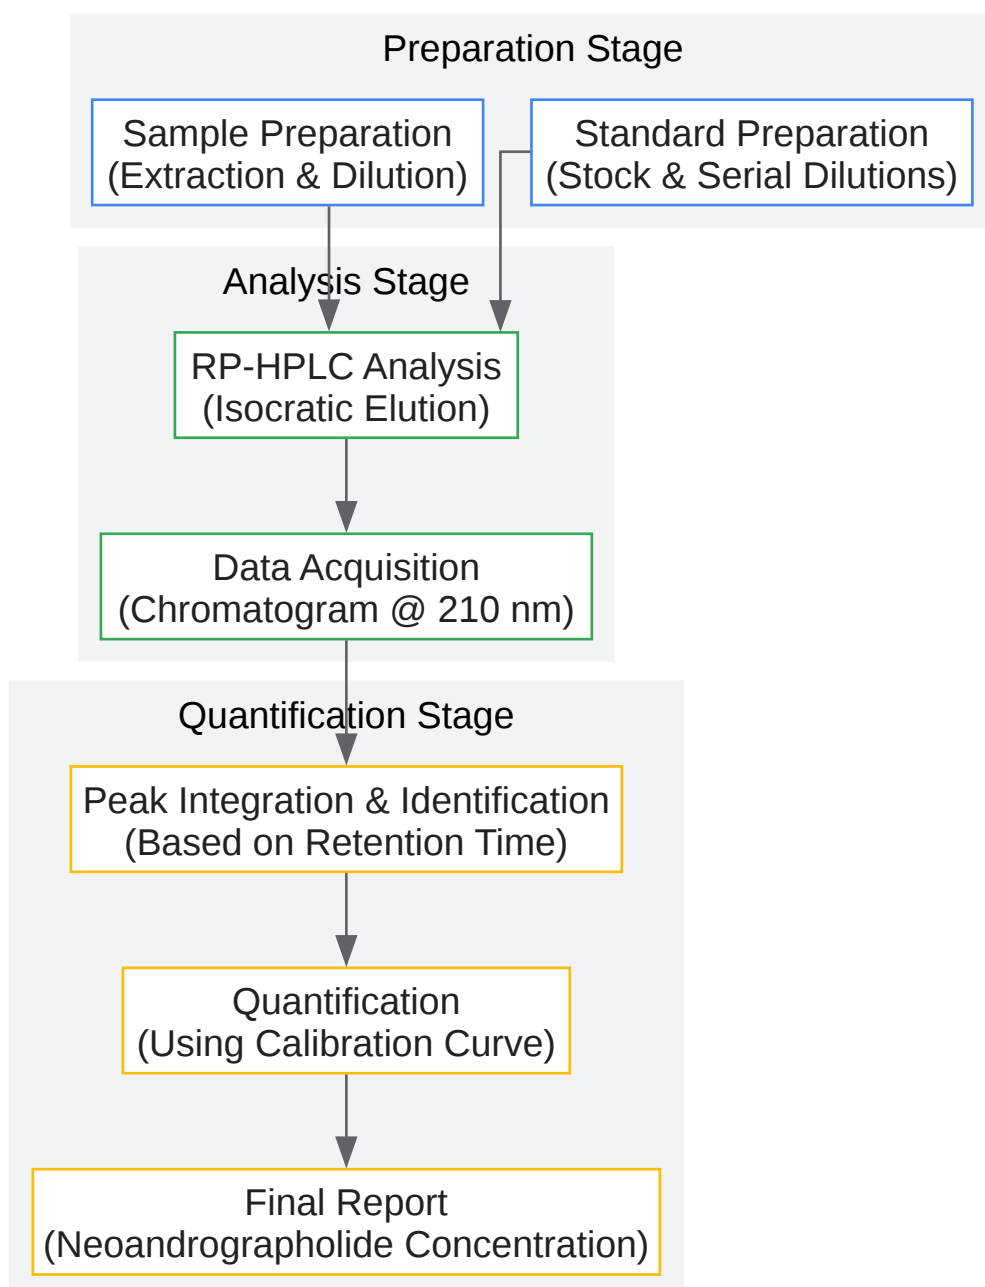 Preparation Stage
Sample Preparation
(Extraction & Dilution)
Standard Preparation
(Stock & Serial Dilutions)
Analysis Stage
RP-HPLC Analysis
(Isocratic Elution)
Data Acquisition
(Chromatogram @ 210 nm)
Quantification Stage
Peak Integration & Identification
(Based on Retention Time)
Quantification
(Using Calibration Curve)
Final Report
(Neoandrographolide Concentration)